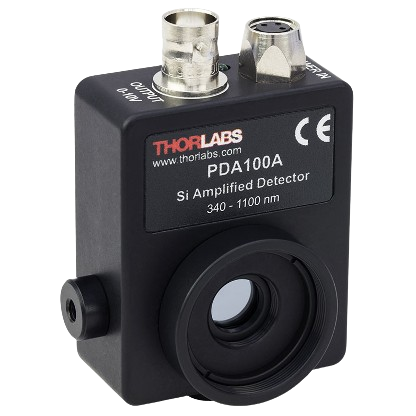 OUTPUT
0-10V
THORLABS
www.thorlabs.com
CE
PDA100A
Si Amplified Detector
340 - 1100 nm